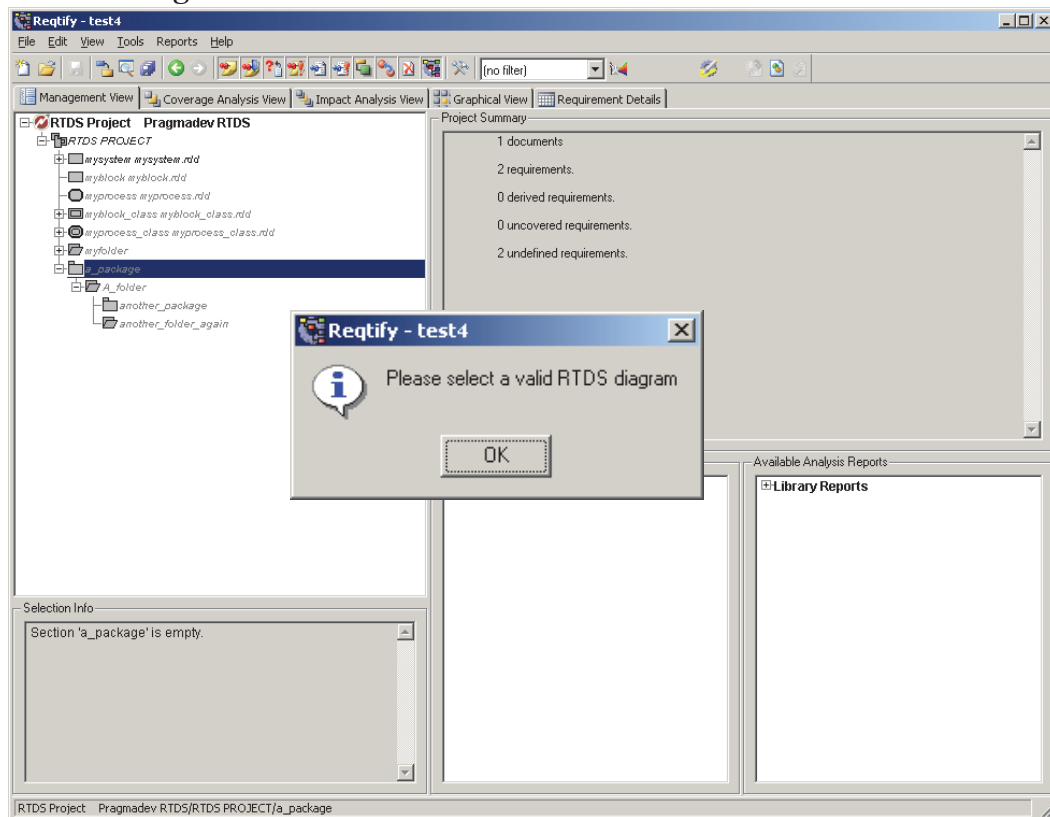 Reqtify - test4
File Edit View Tools Reports Help
(no filter)
Management View Coverage Analysis View Impact Analysis View Graphical View Requirement Details
RTDS Project Pragmadev RTDS
RTDS PROJECT
mysystem mysystem.rdd
myblock myblock.rdd
myprocess myprocess.rdd
myblock_class myblock_class.rdd
myprocess_class myprocess_class.rdd
myfolder
a_package
A_folder
another_package
another_folder_again
Project Summary
1 documents
2 requirements.
0 derived requirements.
0 uncovered requirements.
2 undefined requirements.
Reqtify - test4
Please select a valid RTDS diagram
OK
Available Analysis Reports
Library Reports
Selection Info
Section 'a_package' is empty.
RTDS Project Pragmadev RTDS/RTDS PROJECT/a_package